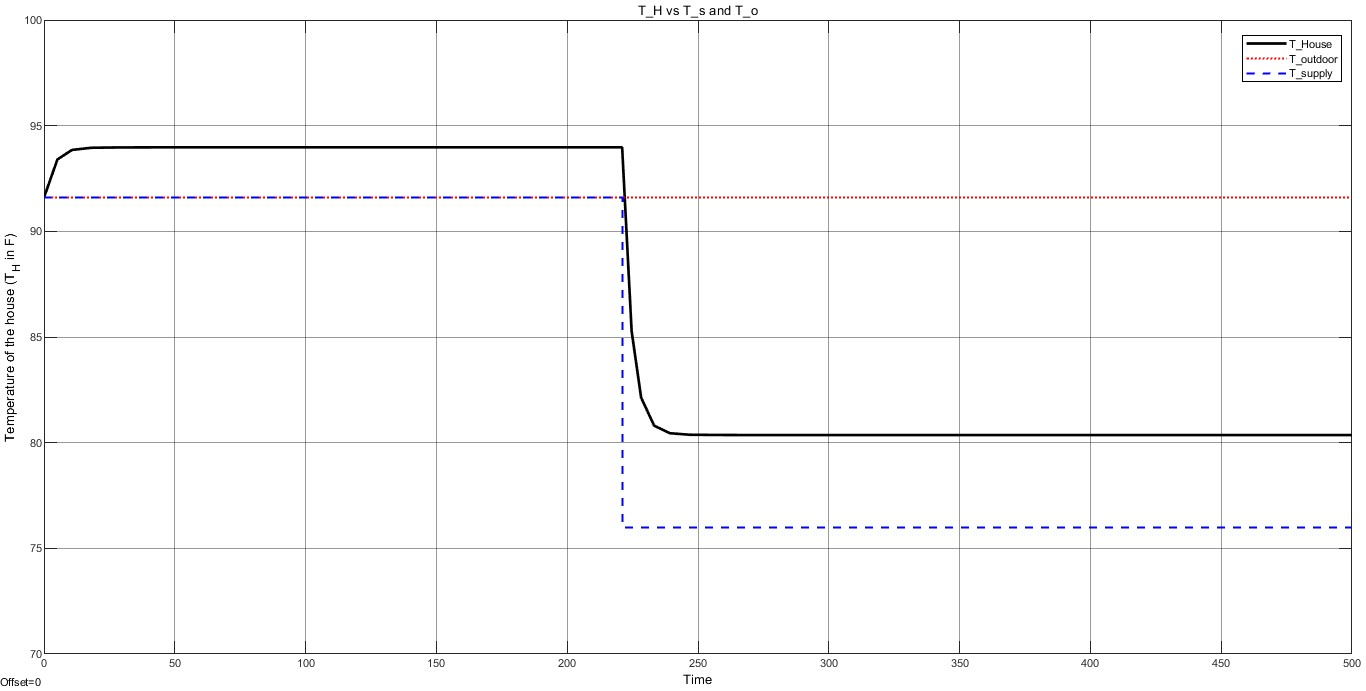 T_H vs T_s and T_o
T_House
T_outdoor
T_supply
Temperature of the house (T_H in F)
100
95
90
85
80
75
70
0 50 100 150 200 250 300 350 400 450 500
Time
Offset=0